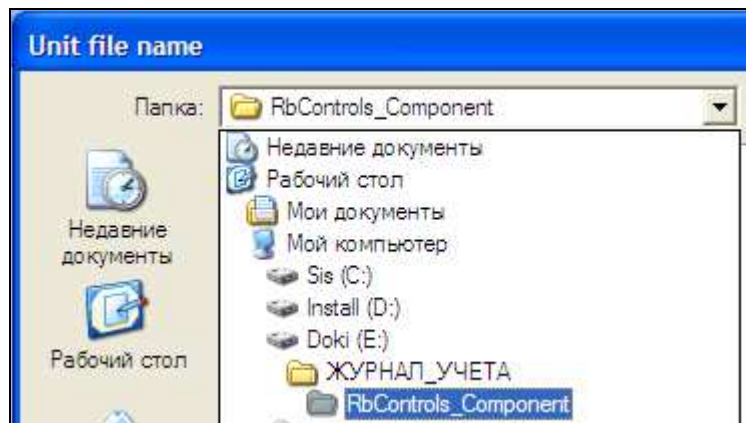 Unit file name
Папка: RbControls_Component
Недавние документы
Рабочий стол
Мои документы
Мой компьютер
Sis (C:)
Install (D:)
Doki (E:)
ЖУРНАЛ_УЧЕТА
RbControls_Component
Недавние
документы
Рабочий стол